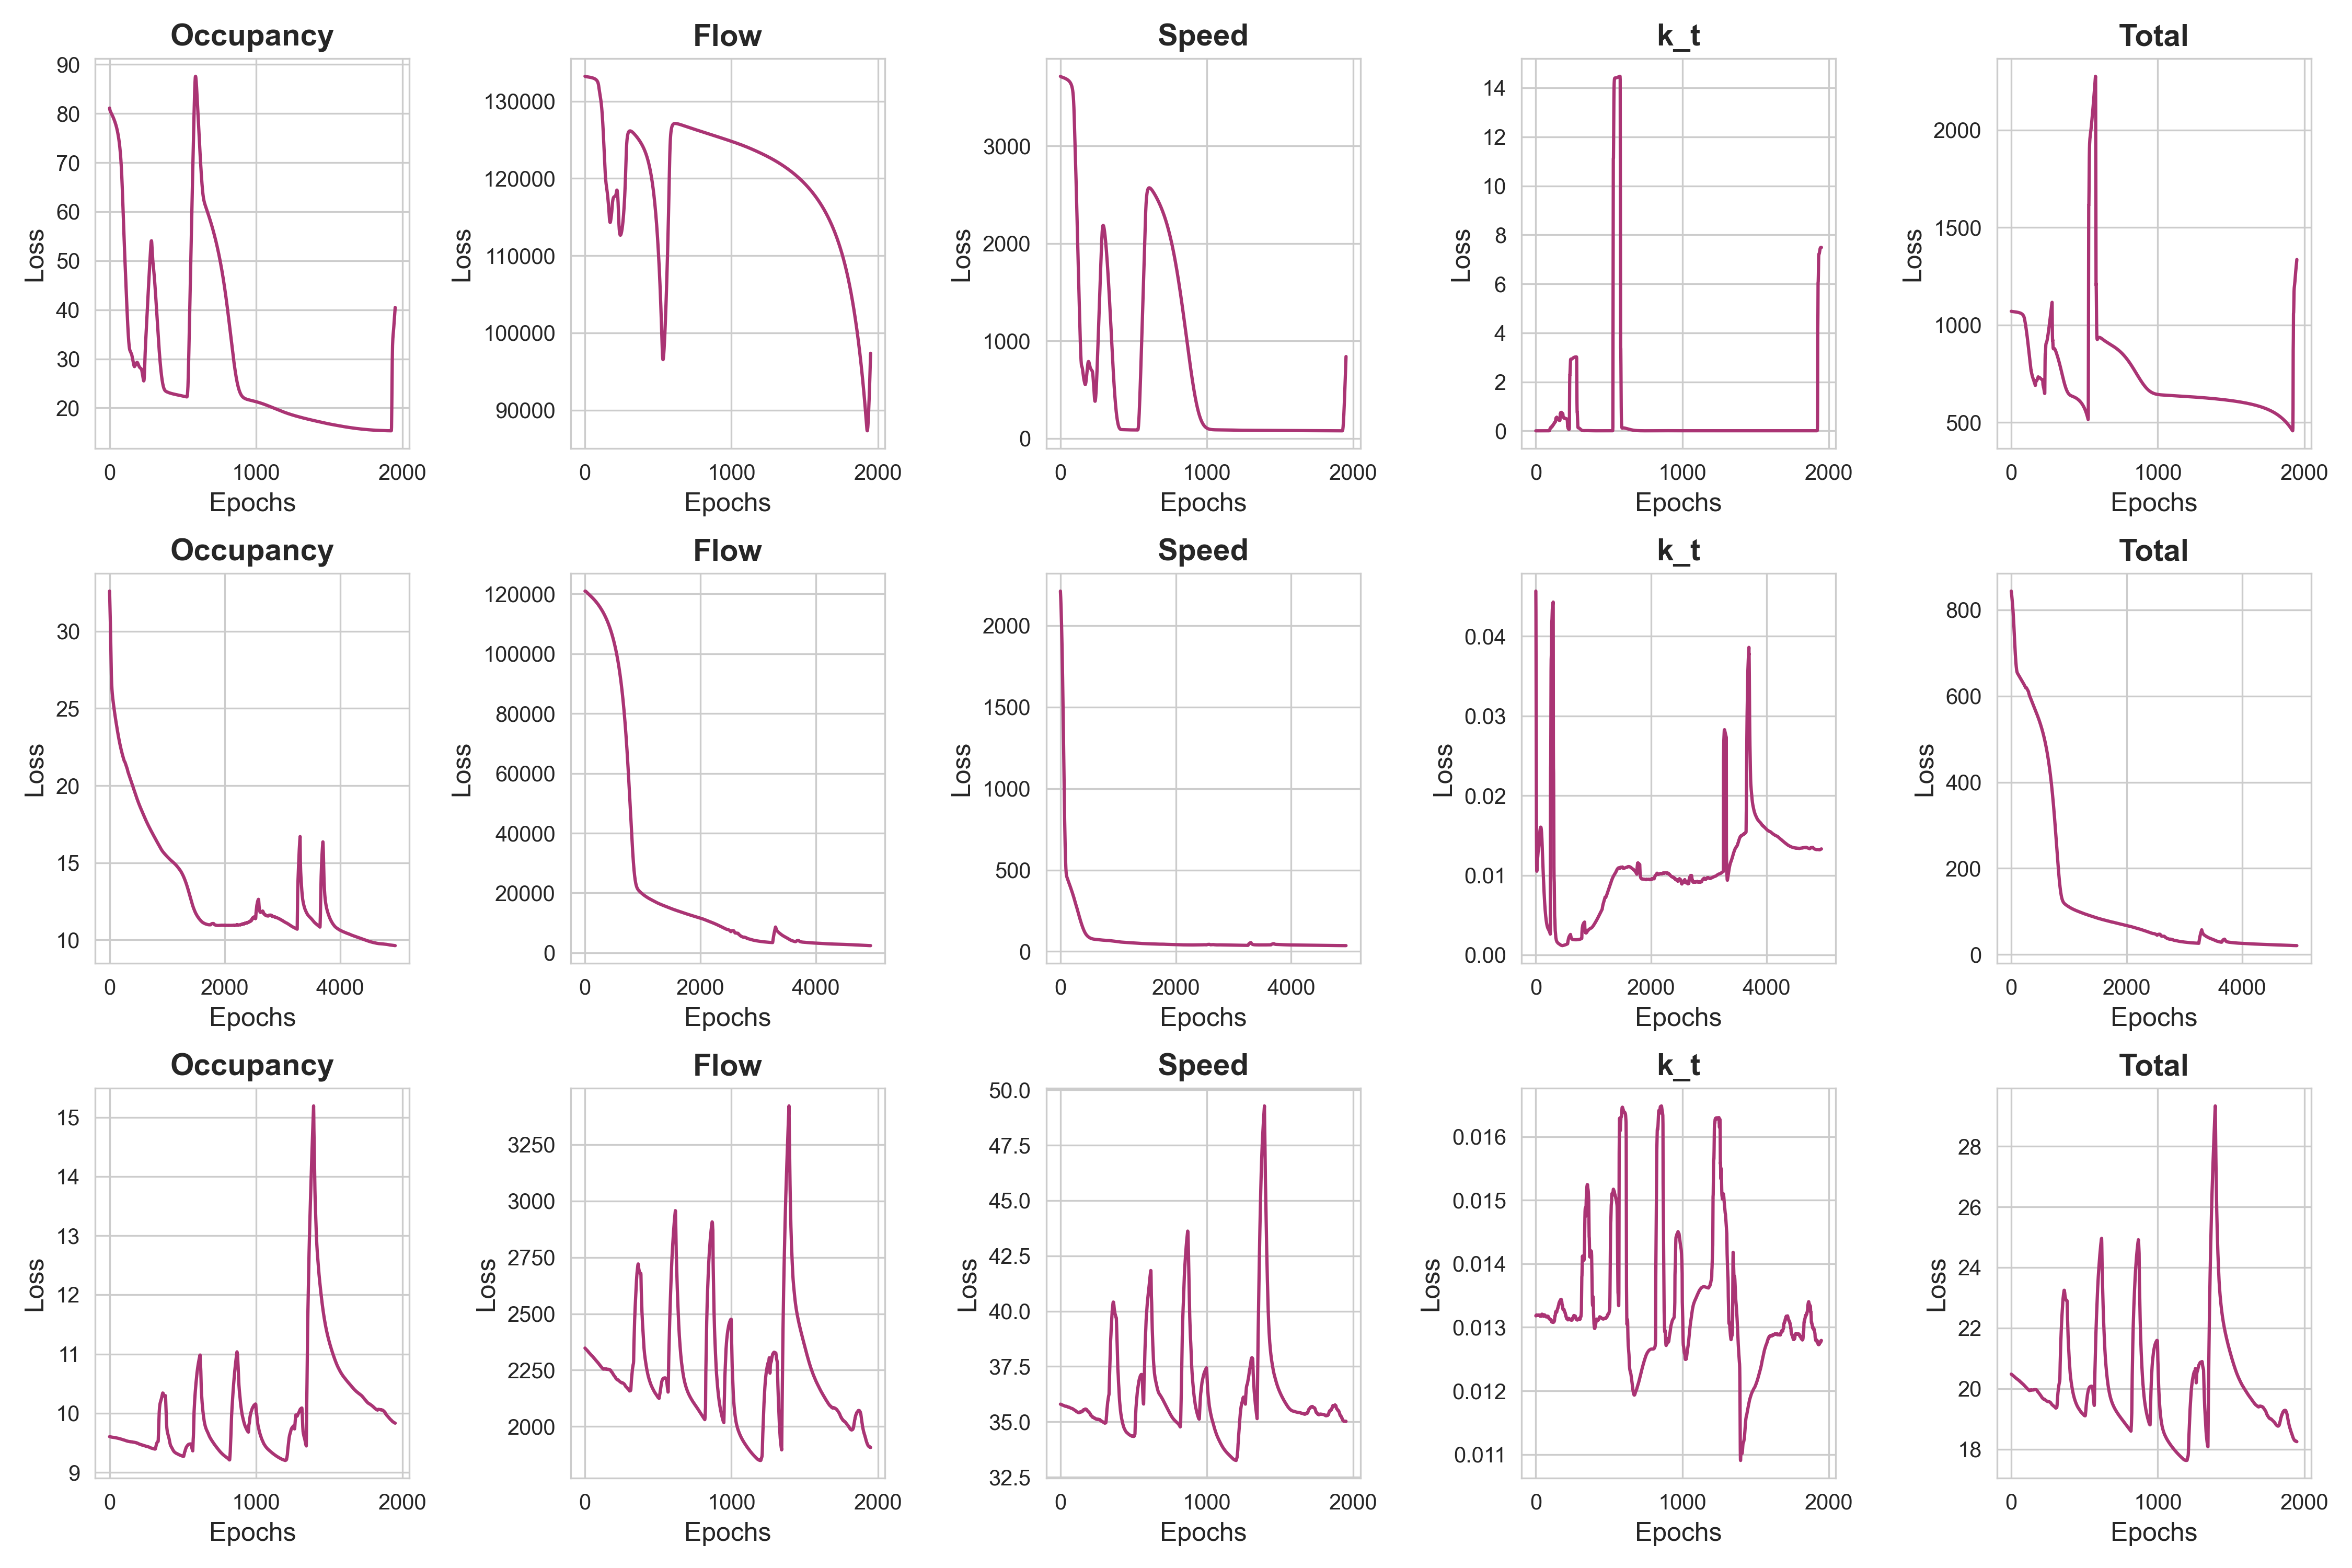 Occupancy
Loss
90
80
70
60
50
40
30
20
0
1000
2000
Epochs
Flow
Loss
130000
120000
110000
100000
90000
0
1000
2000
Epochs
Speed
Loss
3000
2000
1000
0
0
1000
2000
Epochs
k_t
Loss
14
12
10
8
6
4
2
0
0
1000
2000
Epochs
Total
Loss
2000
1500
1000
500
0
1000
2000
Epochs
Occupancy
Loss
30
25
20
15
10
0
2000
4000
Epochs
Flow
Loss
120000
100000
80000
60000
40000
20000
0
0
2000
4000
Epochs
Speed
Loss
2000
1500
1000
500
0
0
2000
4000
Epochs
k_t
Loss
0.04
0.03
0.02
0.01
0.00
0
2000
4000
Epochs
Total
Loss
800
600
400
200
0
0
2000
4000
Epochs
Occupancy
Loss
15
14
13
12
11
10
9
0
1000
2000
Epochs
Flow
Loss
3250
3000
2750
2500
2250
2000
0
1000
2000
Epochs
Speed
Loss
50.0
47.5
45.0
42.5
40.0
37.5
35.0
32.5
0
1000
2000
Epochs
k_t
Loss
0.016
0.015
0.014
0.013
0.012
0.011
0
1000
2000
Epochs
Total
Loss
28
26
24
22
20
18
0
1000
2000
Epochs